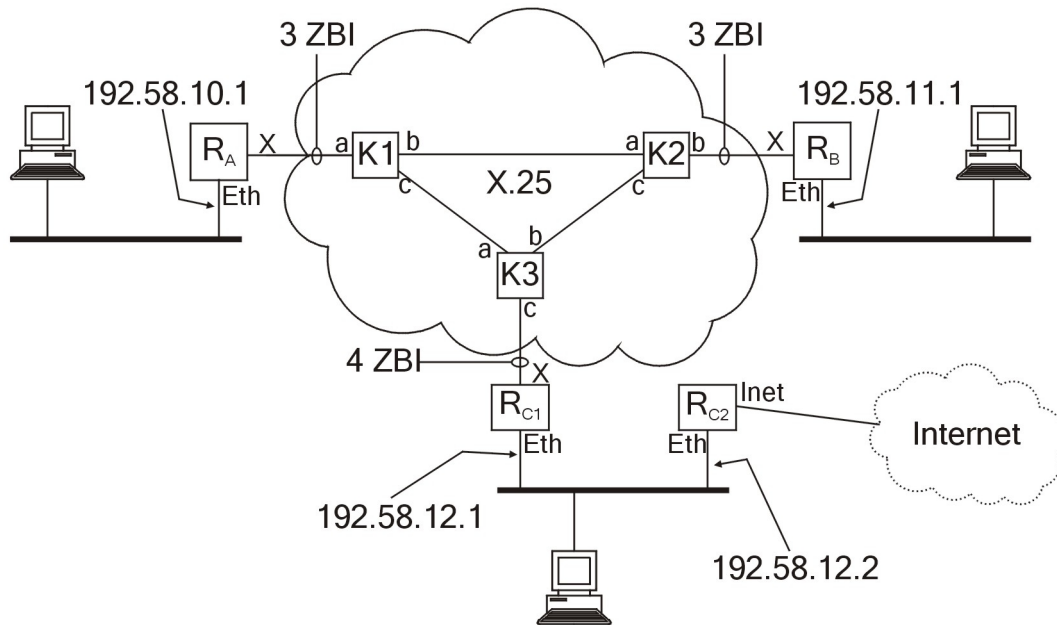 3 ZBI
3 ZBI
192.58.10.1
192.58.11.1
RA
X
a
K1
b
a
K2
b
X
RB
Eth
c
X.25
c
Eth
a
b
K3
c
4 ZBI
X
RC1
RC2
Inet
Eth
Eth
Internet
192.58.12.1
192.58.12.2